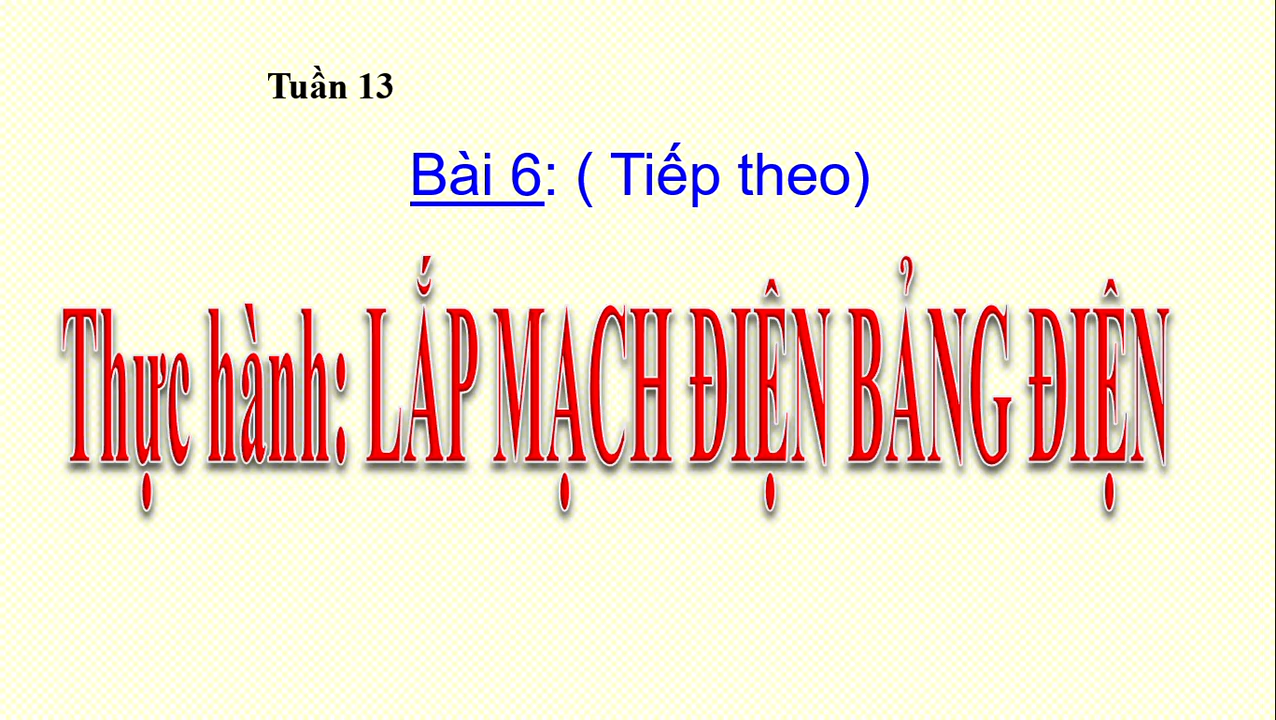 Tuần 13
Bài 6: ( Tiếp theo)
Thực hành: LẮP MẠCH ĐIỆN BẢNG ĐIỆN